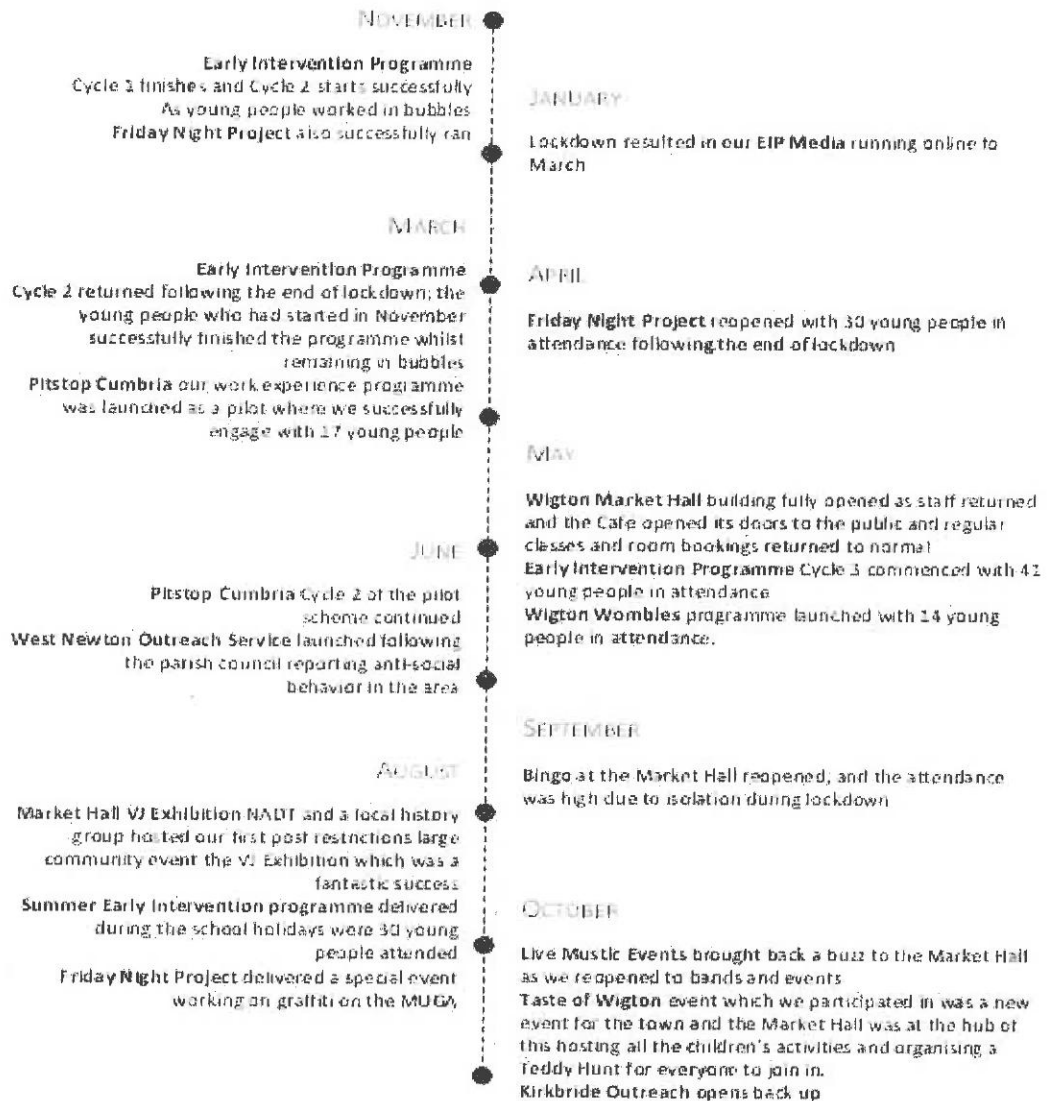 NOVEMBER
Early Intervention Programme
Cycle 1 finishes and Cycle 2 starts successfully
As young people worked in bubbles
Friday Night Project also successfully ran
JANUARY
Lockdown resulted in our EIP Media running online to
March
MARCH
Early Intervention Programme
Cycle 2 returned following the end of lockdown; the
young people who had started in November
successfully finished the programme whilst
remaining in bubbles
Pitstop Cumbria our work experience programme
was launched as a pilot where we successfully
engage with 17 young people
APRIL
Friday Night Project reopened with 30 young people in
attendance following the end of lockdown
MAY
Wigton Market Hall building fully opened as staff returned
and the Café opened its doors to the public and regular
classes and room bookings returned to normal
Early Intervention Programme Cycle 3 commenced with 42
young people in attendance
Wigton Wombles programme launched with 14 young
people in attendance.
JUNE
Pitstop Cumbria Cycle 2 of the pilot
scheme continued
West Newton Outreach Service launched following
the parish council reporting anti-social
behavior in the area
SEPTEMBER
Bingo at the Market Hall reopened, and the attendance
was high due to isolation during lockdown
AUGUST
Market Hall VJ Exhibition NADT and a local history
group hosted our first post restrictions large
community event the VJ Exhibition which was a
fantastic success
Summer Early Intervention programme delivered
during the school holidays were 30 young
people attended
Friday Night Project delivered a special event
working on graffiti on the MUGA
OCTOBER
Live Mustic Events brought back a buzz to the Market Hall
as we reopened to bands and events
Taste of Wigton event which we participated in was a new
event for the town and the Market Hall was at the hub of
this hosting all the children's activities and organising a
Teddy Hunt for everyone to join in.
Kirkbride Outreach opens back up